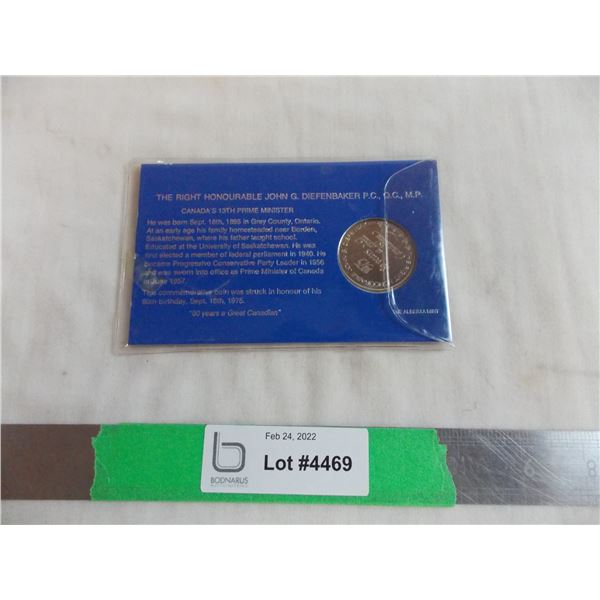 THE RIGHT HONOURABLE JOHN G. DIEFENBAKER P.C., Q.C., M.P.
CANADA'S 13TH PRIME MINISTER
He was born Sept. 18th, 1895 in Grey County, Ontario.
At an early age his family homesteaded near Borden,
Saskatchewan, where his father taught school.
Educated at the University of Saskatchewan. He was
first elected a member of federal parliament in 1940. He
became Progressive Conservative Party Leader in 1956
and was sworn into office as Prime Minister of Canada
in June 1957.
This commemorative coin was struck in honour of his
80th birthday, Sept. 18th, 1975.
"80 years a Great Canadian"
THE ALBERTA MINT
Feb 24, 2022
Lot #4469
b
BODNARUS
6
8